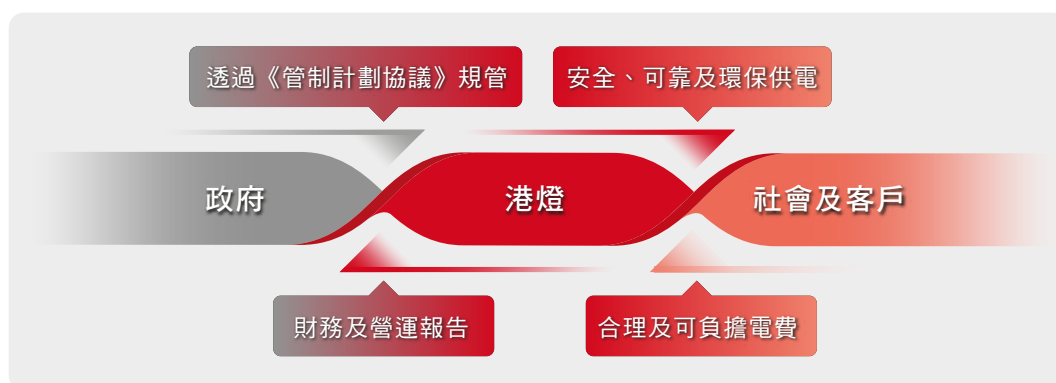 透過《管制計劃協議》規管
安全、可靠及環保供電
政府
港燈
社會及客戶
財務及營運報告
合理及可負擔電費